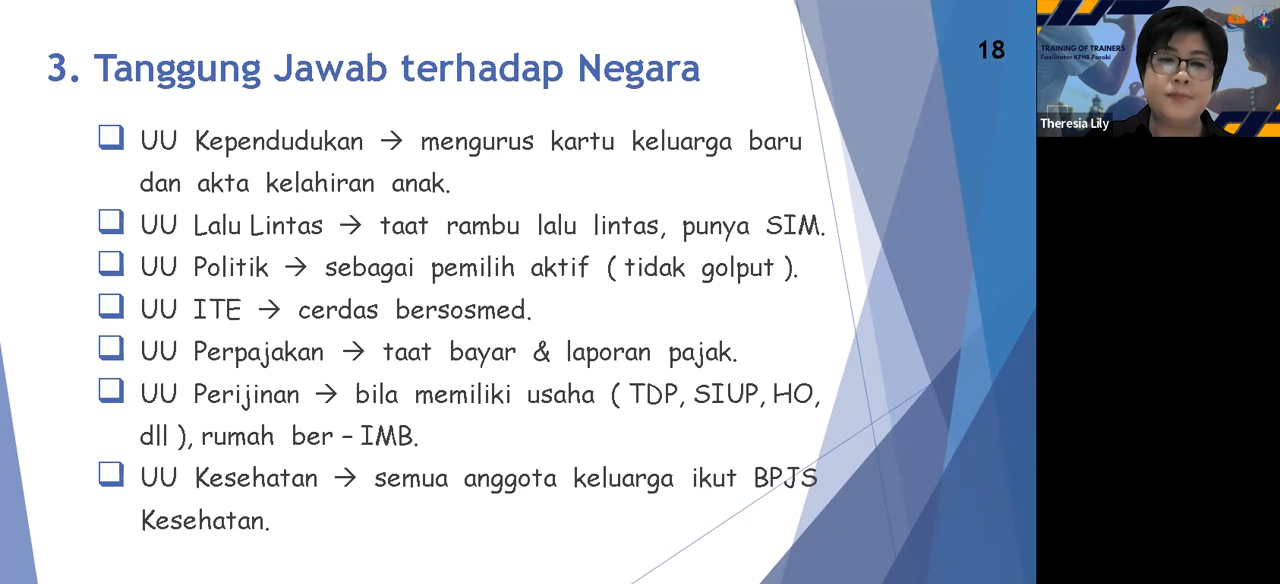 3. Tanggung Jawab terhadap Negara
18
TRAINING OF TRAINERS
Fasilitator KPHB Paroki
Theresia Lily
UU Kependudukan → mengurus kartu keluarga baru
dan akta kelahiran anak.
UU Lalu Lintas → taat rambu lalu lintas, punya SIM.
UU Politik → sebagai pemilih aktif ( tidak golput ).
UU ITE → cerdas bersosmed.
UU Perpajakan → taat bayar & laporan pajak.
UU Perijinan → bila memiliki usaha ( TDP, SIUP, HO,
dll ), rumah ber – IMB.
UU Kesehatan → semua anggota keluarga ikut BPJS
Kesehatan.